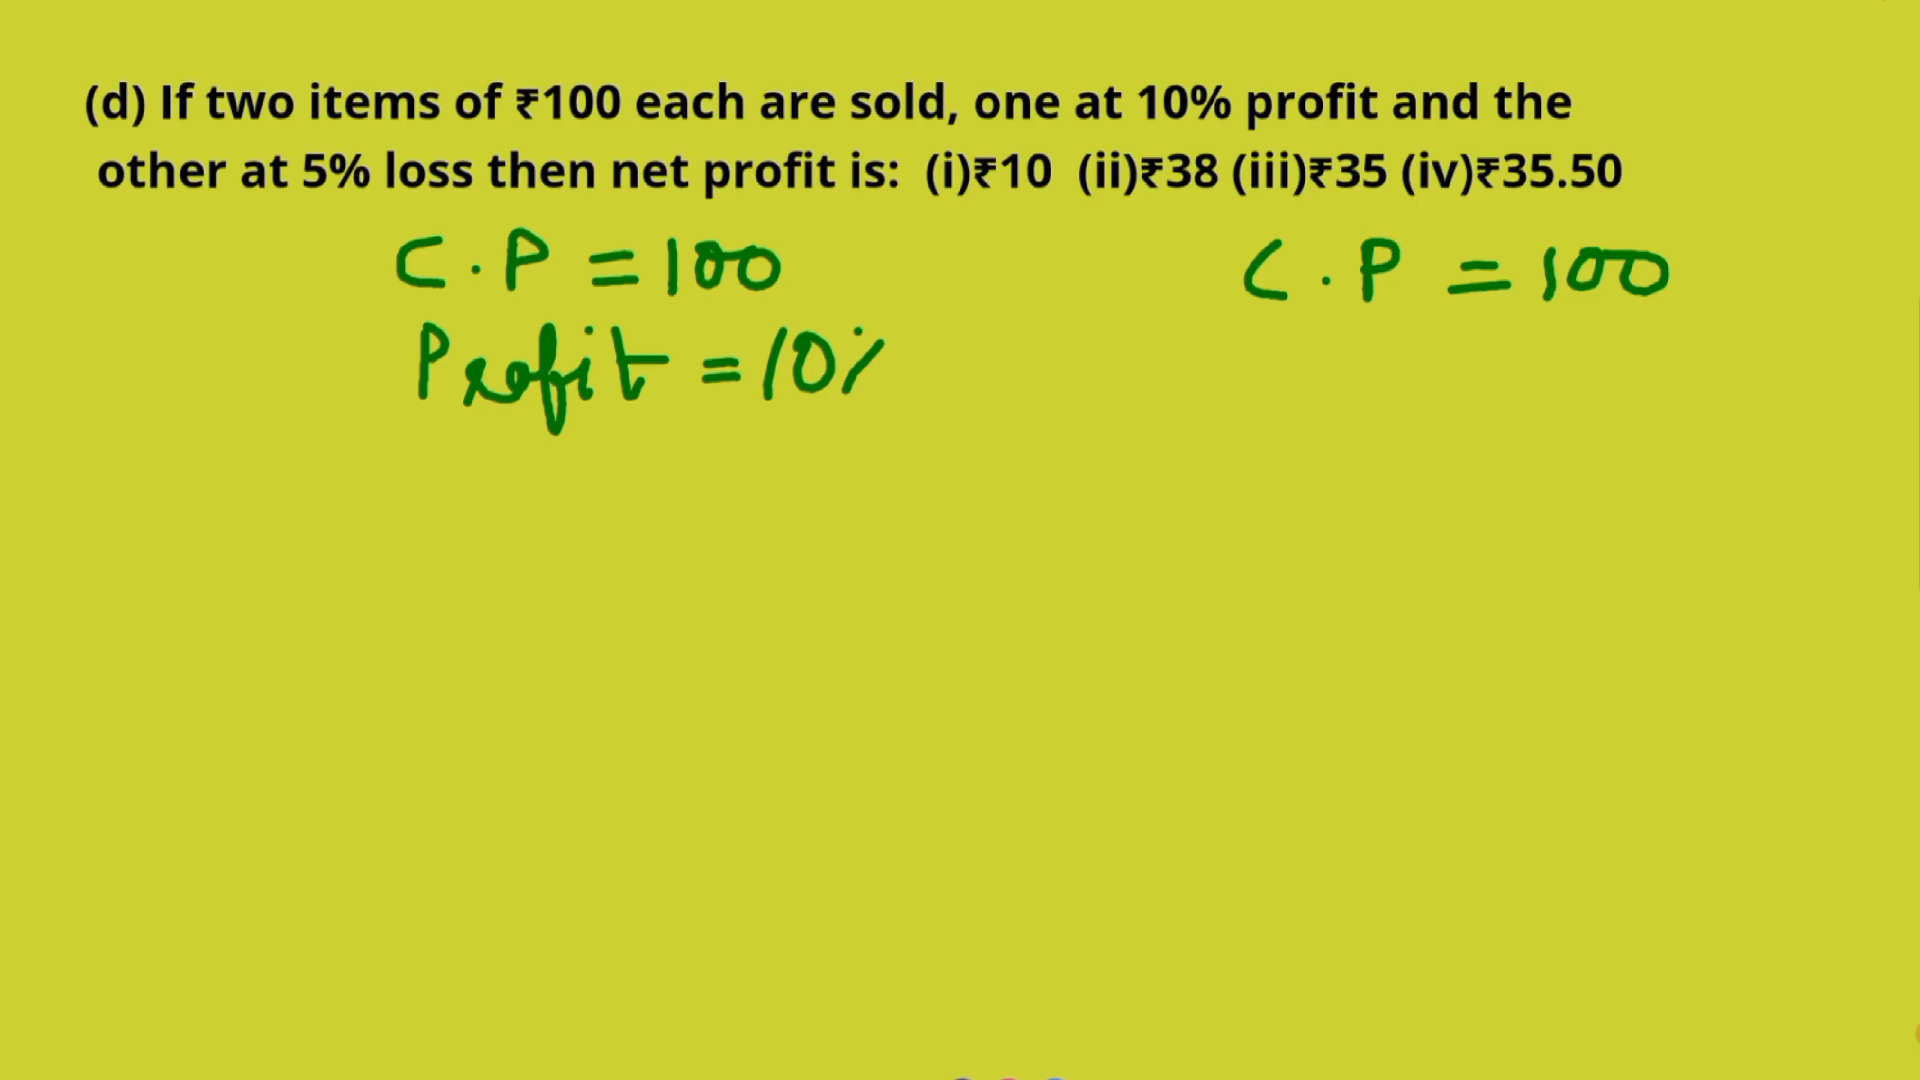 (d) If two items of ₹100 each are sold, one at 10% profit and the
other at 5% loss then net profit is: (i)₹10 (ii)₹38 (iii)₹35 (iv)₹35.50
C.P = 100 C.P = 100
Profit = 10%